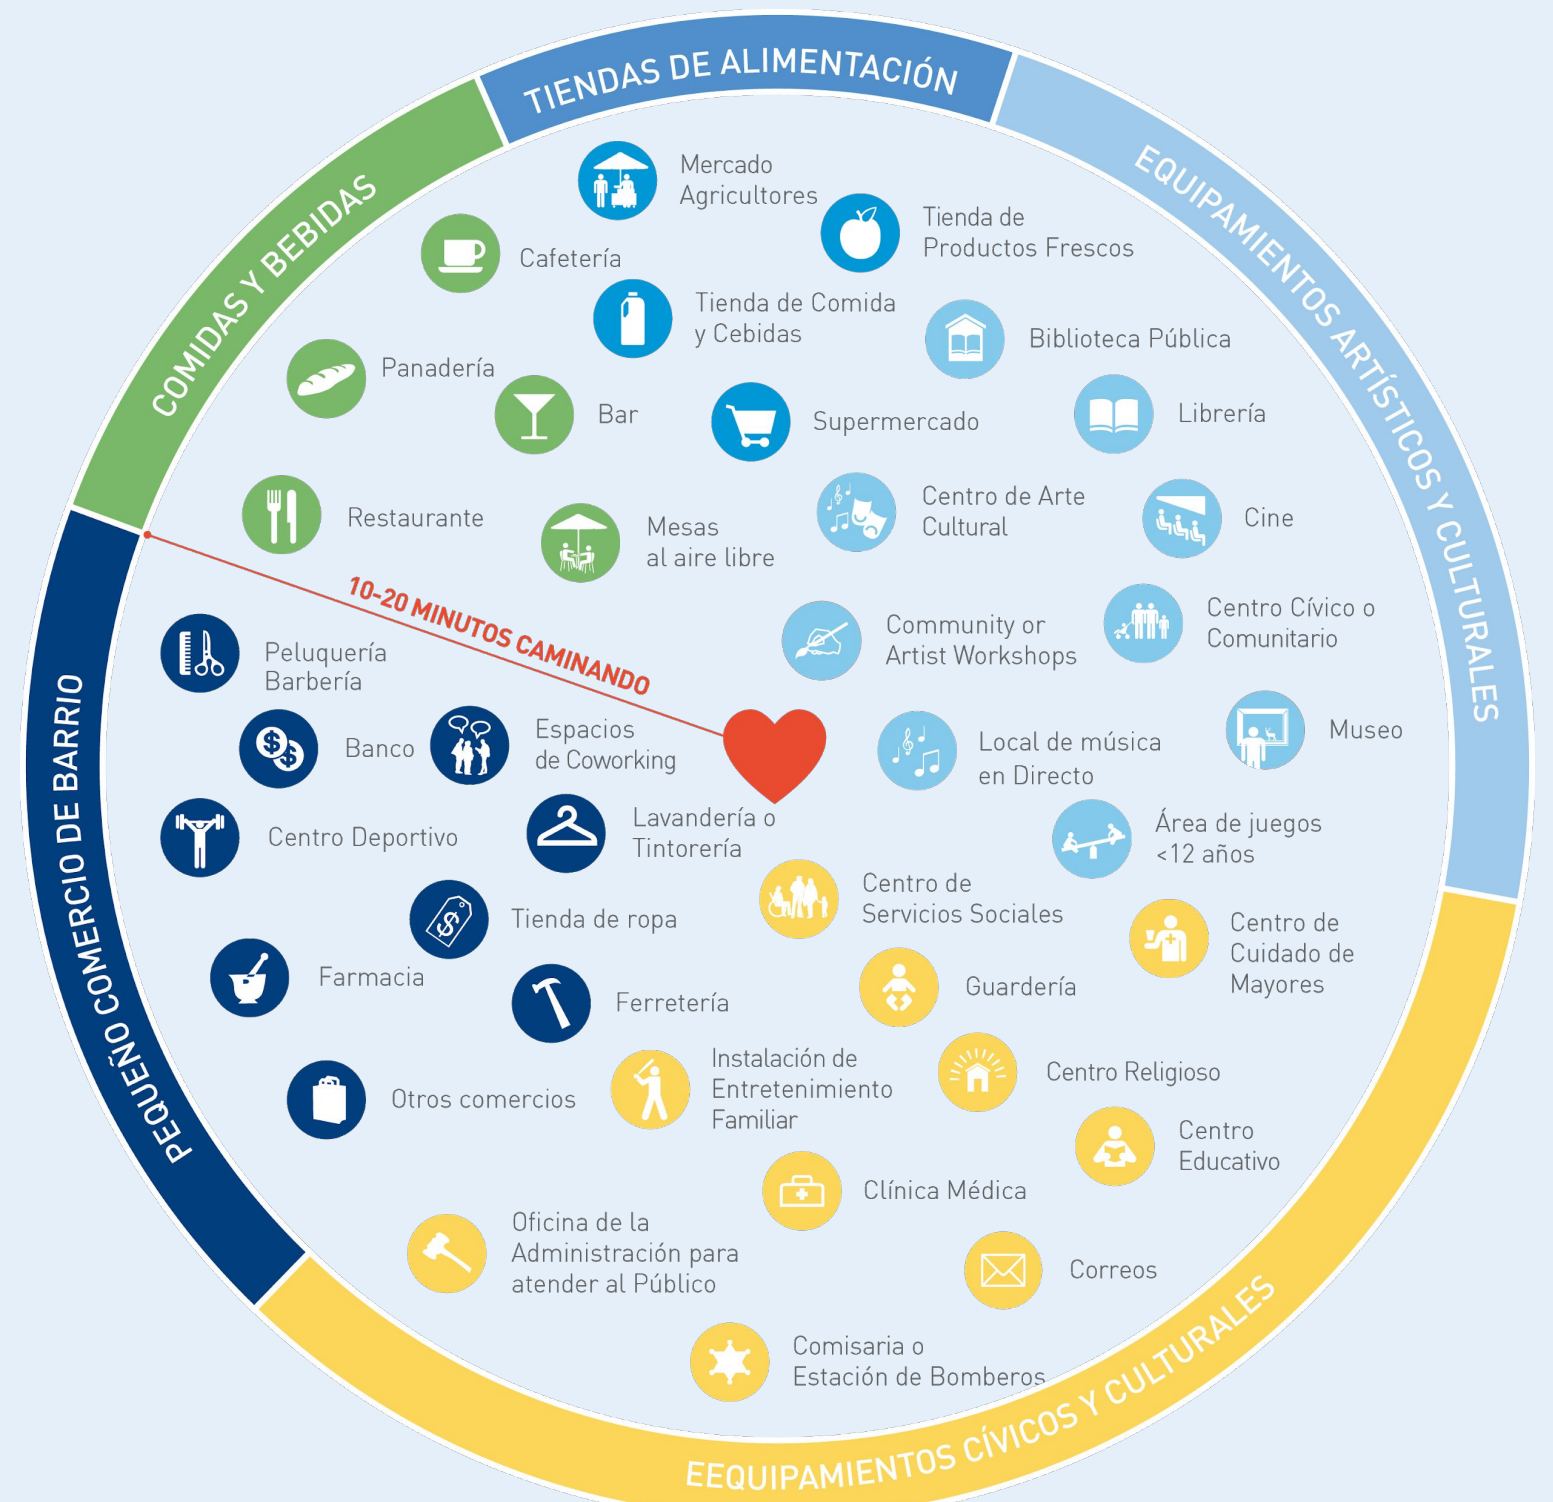 TIENDAS DE ALIMENTACIÓN
EQUIPAMIENTOS ARTÍSTICOS Y CULTURALES
COMIDAS Y BEBIDAS
PEQUEÑO COMERCIO DE BARRIO
EEQUIPAMIENTOS CÍVICOS Y CULTURALES
Mercado
Agricultores
Tienda de
Productos Frescos
Cafetería
Tienda de Comida
y Cebidas
Biblioteca Pública
Panadería
Bar
Supermercado
Librería
Restaurante
Mesas
al aire libre
Centro de Arte
Cultural
Cine
10-20 MINUTOS CAMINANDO
Community or
Artist Workshops
Centro Cívico o
Comunitario
Peluquería
Barbería
Banco
Espacios
de Coworking
Local de música
en Directo
Museo
Centro Deportivo
Lavandería o
Tintorería
Área de juegos
<12 años
Centro de
Servicios Sociales
Centro de
Cuidado de
Mayores
Tienda de ropa
Farmacia
Ferretería
Guardería
Instalación de
Entretenimiento
Familiar
Centro Religioso
Otros comercios
Centro
Educativo
Clínica Médica
Oficina de la
Administración para
atender al Público
Correos
Comisaria o
Estación de Bomberos